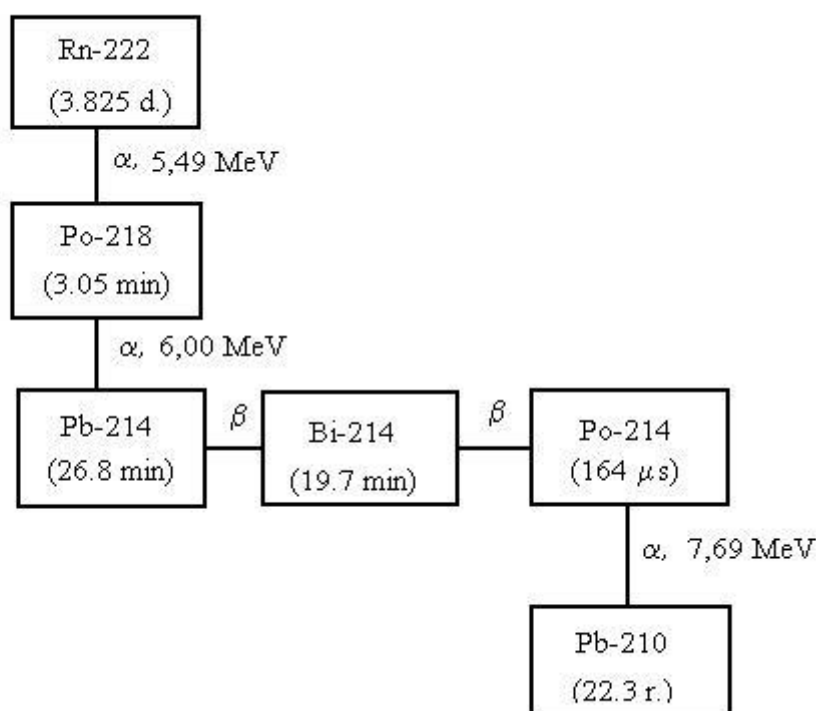 Rn-222
(3.825 d.)
α, 5,49 MeV
Po-218
(3.05 min)
α, 6,00 MeV
Pb-214
(26.8 min)
β
Bi-214
(19.7 min)
β
Po-214
(164 μs)
α, 7,69 MeV
Pb-210
(22.3 r.)